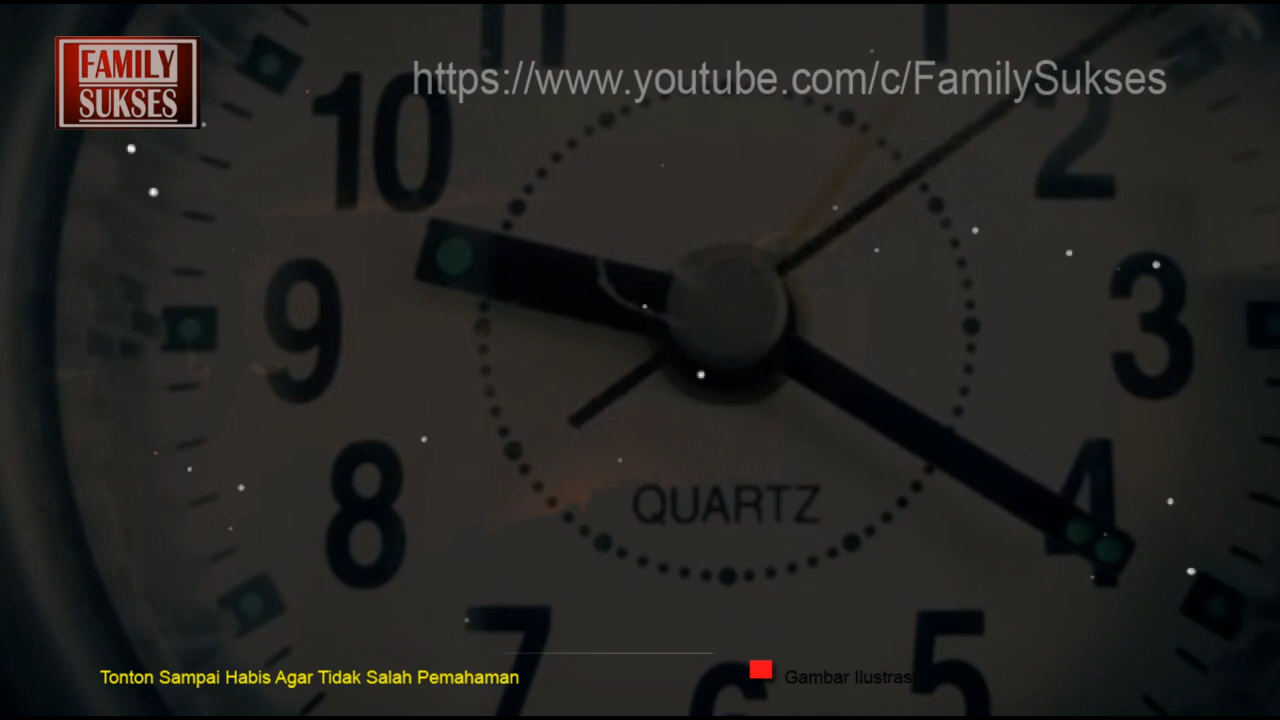 FAMILY
SUKSES
https://www.youtube.com/c/FamilySukses
10
2
9
3
8
4
QUARTZ
7
6
5
Tonton Sampai Habis Agar Tidak Salah Pemahaman
Gambar Ilustrasi